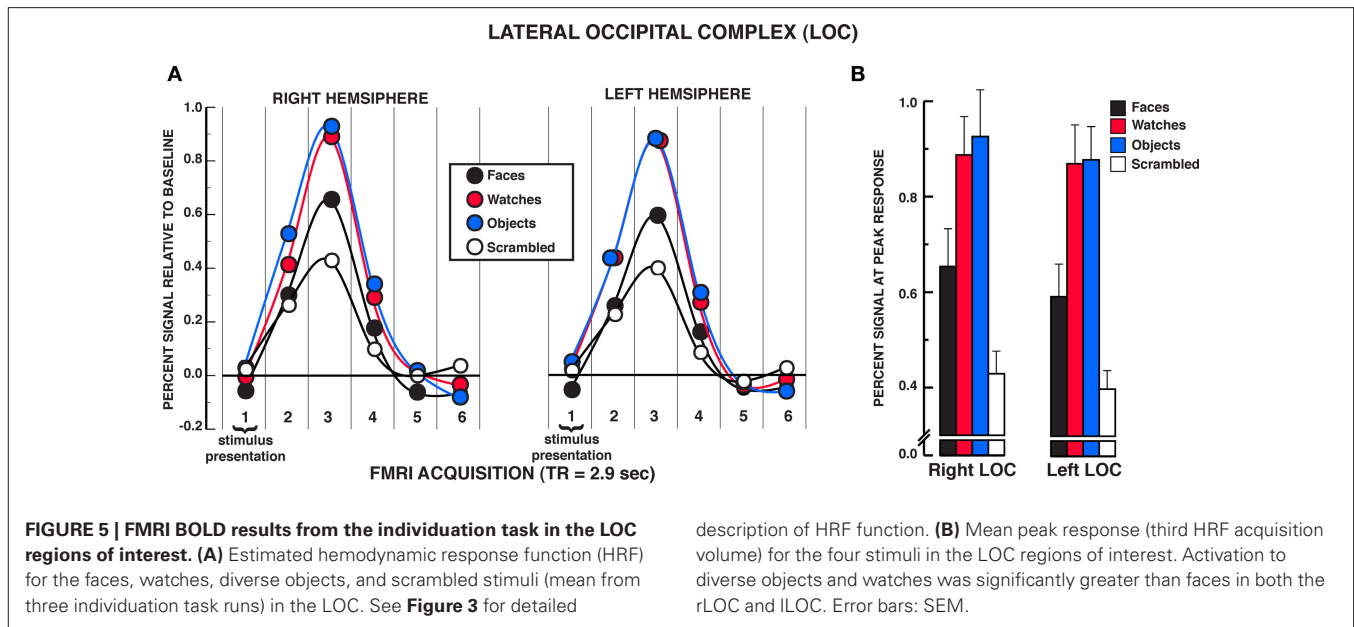 LATERAL OCCIPITAL COMPLEX (LOC)
A
RIGHT HEMSIPHERE
LEFT HEMSIPHERE
PERCENT SIGNAL RELATIVE TO BASELINE
1.0
0.8
0.6
0.4
0.2
0.0
-0.2
1 2 3 4 5 6
stimulus
presentation
Faces
Watches
Objects
Scrambled
1 2 3 4 5 6
stimulus
presentation
FMRI ACQUISITION (TR = 2.9 sec)
B
PERCENT SIGNAL AT PEAK RESPONSE
1.0
0.8
0.6
0.4
0.0
Faces
Watches
Objects
Scrambled
Right LOC Left LOC
FIGURE 5 | FMRI BOLD results from the individuation task in the LOC
regions of interest. (A) Estimated hemodynamic response function (HRF)
for the faces, watches, diverse objects, and scrambled stimuli (mean from
three individuation task runs) in the LOC. See Figure 3 for detailed
description of HRF function. (B) Mean peak response (third HRF acquisition
volume) for the four stimuli in the LOC regions of interest. Activation to
diverse objects and watches was significantly greater than faces in both the
rLOC and lLOC. Error bars: SEM.